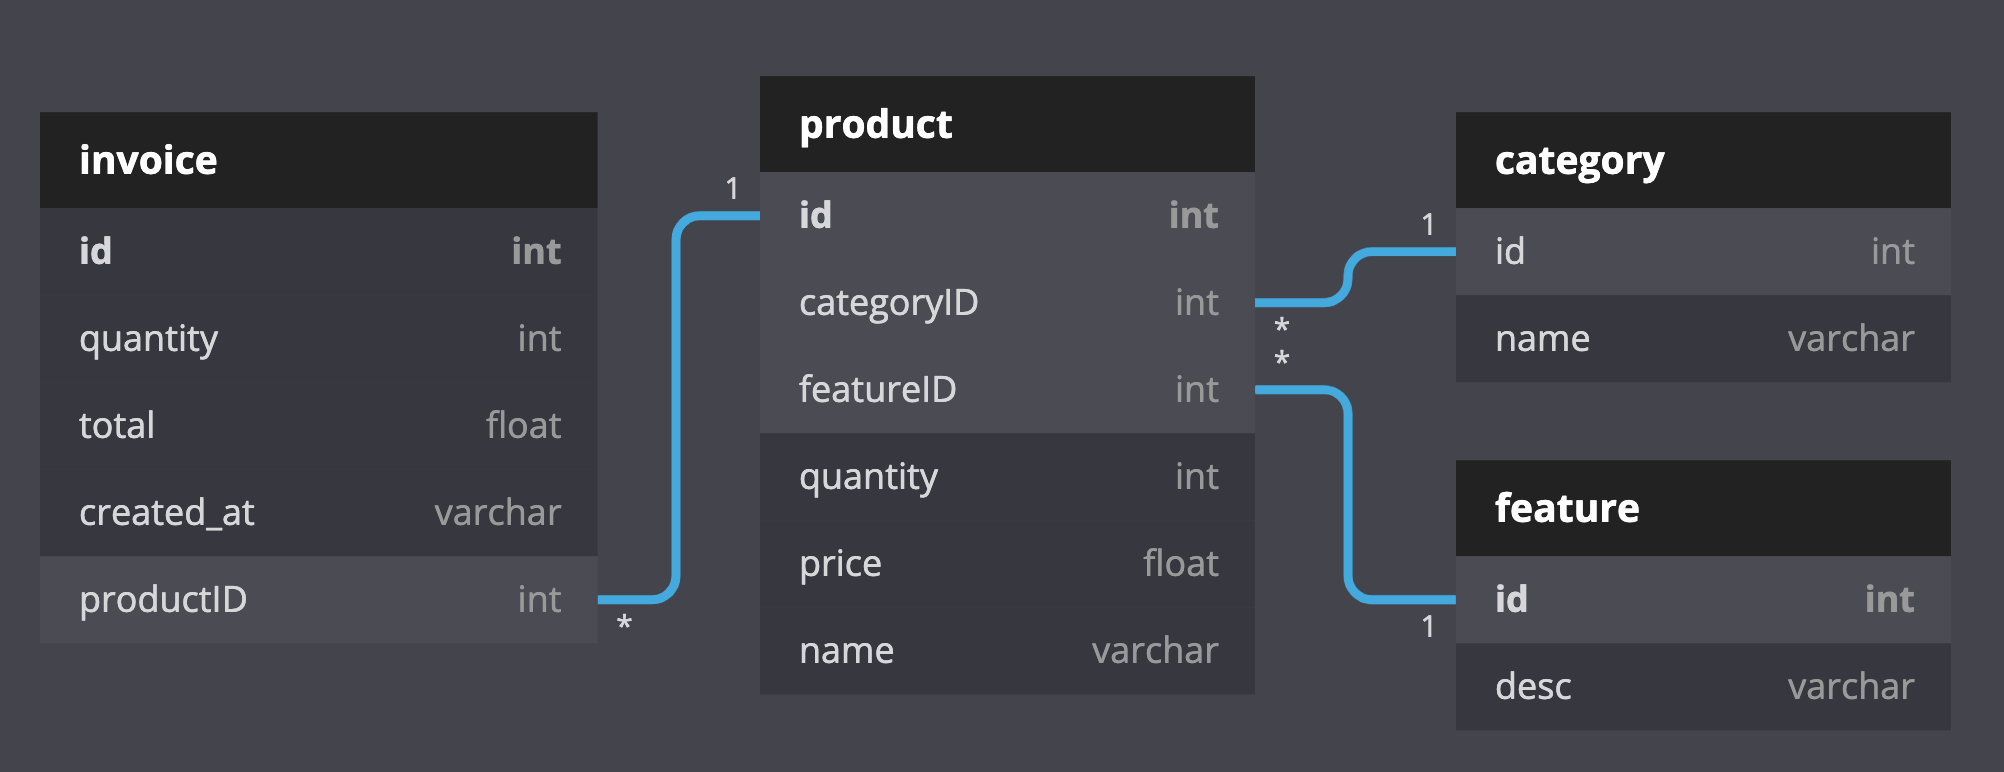 invoice
id int
quantity int
total float
created_at varchar
productID int
*
1
product
id int
categoryID int
featureID int
quantity int
price float
name varchar
*
*
1
1
category
id int
name varchar
feature
id int
desc varchar